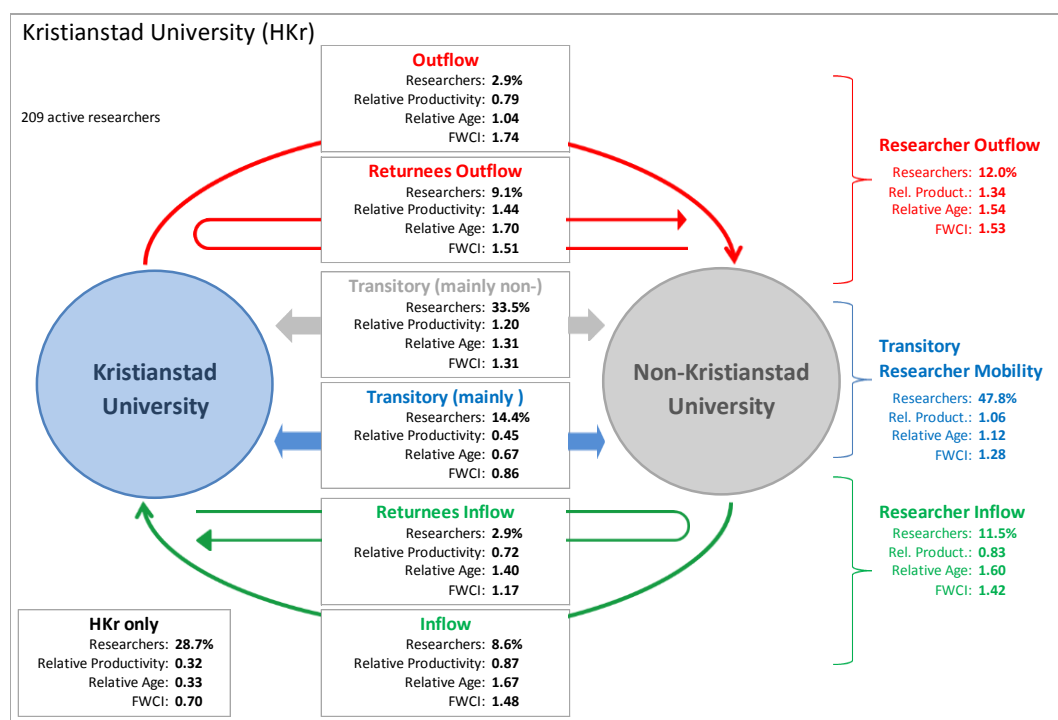 Kristianstad University (HKr)
209 active researchers
Outflow
Researchers: 2.9%
Relative Productivity: 0.79
Relative Age: 1.04
FWCI: 1.74
Returnees Outflow
Researchers: 9.1%
Relative Productivity: 1.44
Relative Age: 1.70
FWCI: 1.51
Transitory (mainly non-)
Researchers: 33.5%
Relative Productivity: 1.20
Relative Age: 1.31
FWCI: 1.31
Kristianstad
University
Non-Kristianstad
University
Transitory (mainly )
Researchers: 14.4%
Relative Productivity: 0.45
Relative Age: 0.67
FWCI: 0.86
Returnees Inflow
Researchers: 2.9%
Relative Productivity: 0.72
Relative Age: 1.40
FWCI: 1.17
Inflow
Researchers: 8.6%
Relative Productivity: 0.87
Relative Age: 1.67
FWCI: 1.48
HKr only
Researchers: 28.7%
Relative Productivity: 0.32
Relative Age: 0.33
FWCI: 0.70
Researcher Outflow
Researchers: 12.0%
Rel. Product.: 1.34
Relative Age: 1.54
FWCI: 1.53
Transitory
Researcher Mobility
Researchers: 47.8%
Rel. Product.: 1.06
Relative Age: 1.12
FWCI: 1.28
Researcher Inflow
Researchers: 11.5%
Rel. Product.: 0.83
Relative Age: 1.60
FWCI: 1.42